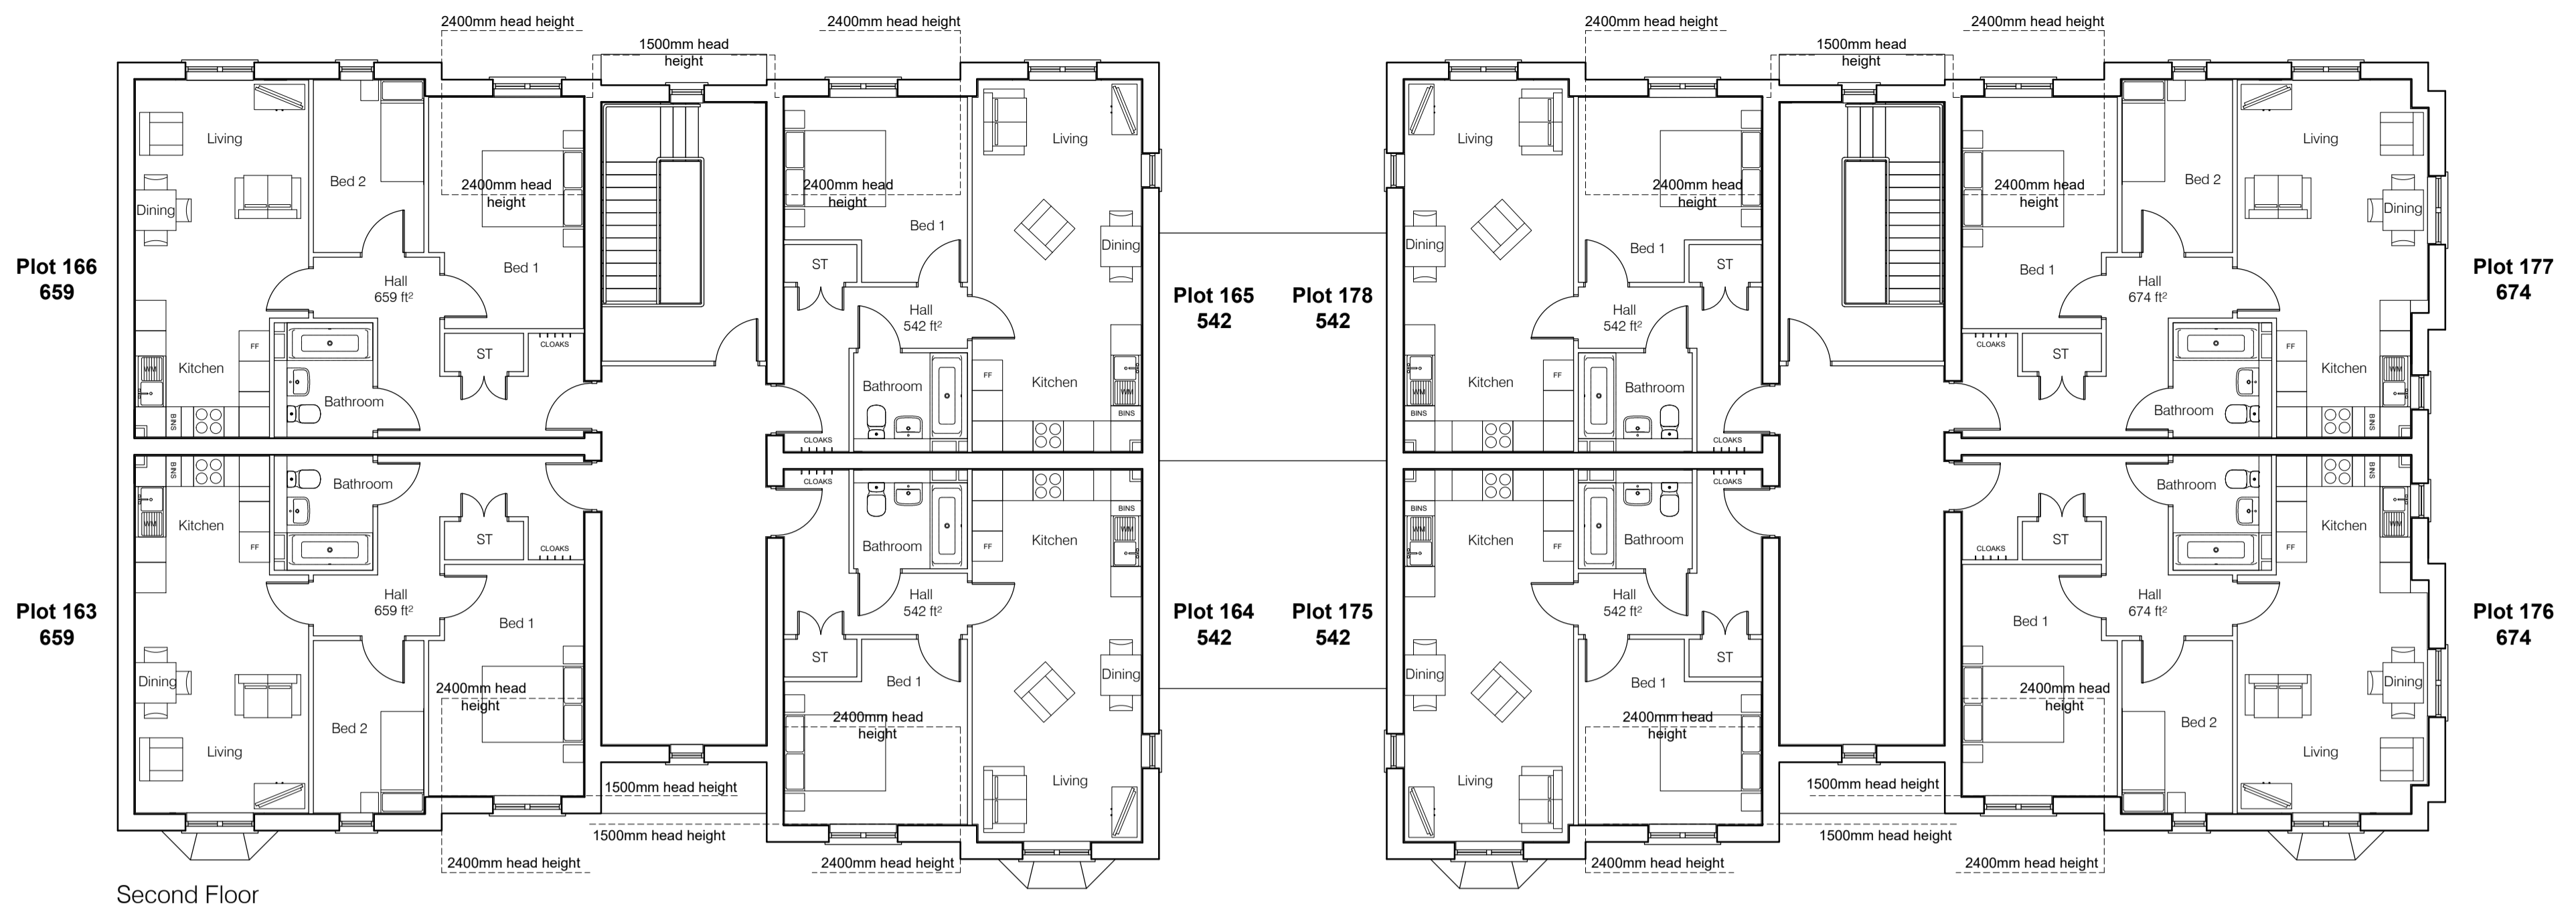 2400mm head height
2400mm head height
2400mm head height
2400mm head height
1500mm head
height
1500mm head
height
Living
Bed 2
Dining
2400mm head
height
Bed 1
Hall
659 ft²
Kitchen
FF
WM
BINS
Bathroom
ST
CLOAKS
Plot 166
659
2400mm head
height
Bed 1
Living
Dining
ST
Hall
542 ft²
Bathroom
FF
Kitchen
WM
BINS
CLOAKS
Plot 165
542
Plot 178
542
Living
Dining
2400mm head
height
Bed 1
ST
Hall
542 ft²
Kitchen
FF
WM
BINS
Bathroom
CLOAKS
2400mm head
height
Bed 2
Living
Dining
Bed 1
Hall
674 ft²
CLOAKS
ST
Bathroom
FF
Kitchen
WM
BINS
Plot 177
674
BINS
WM
Kitchen
FF
Bathroom
ST
CLOAKS
Hall
659 ft²
Bed 1
Dining
Bed 2
Living
2400mm head
height
Plot 163
659
CLOAKS
Bathroom
FF
Kitchen
BINS
WM
Hall
542 ft²
ST
Bed 1
Dining
2400mm head
height
Living
Plot 164
542
Plot 175
542
BINS
WM
Kitchen
FF
Bathroom
CLOAKS
Hall
542 ft²
ST
Bed 1
Dining
2400mm head
height
Living
CLOAKS
ST
Bathroom
FF
Kitchen
BINS
WM
Hall
674 ft²
Bed 1
Dining
2400mm head
height
Bed 2
Living
Plot 176
674
1500mm head height
1500mm head height
1500mm head height
1500mm head height
2400mm head height
2400mm head height
2400mm head height
2400mm head height
Second Floor